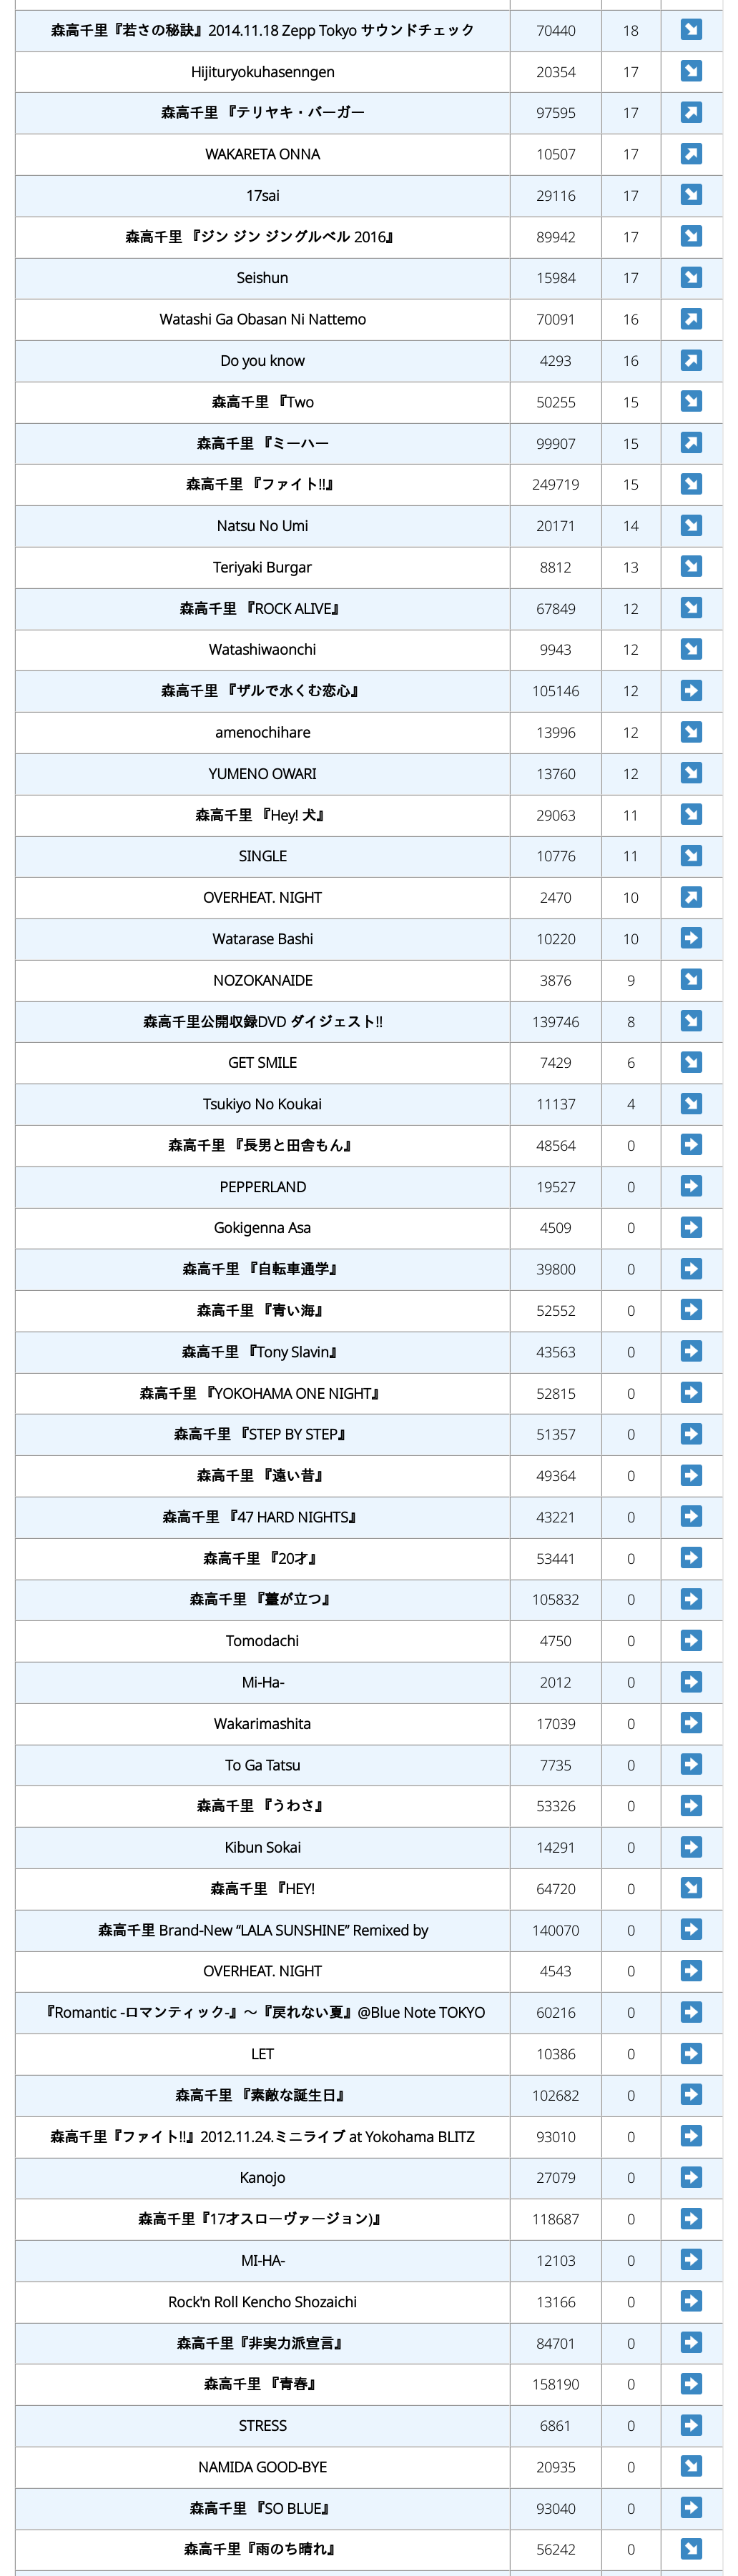 森高千里『若さの秘訣』2014.11.18 Zepp Tokyo サウンドチェック 70440 18
Hijituryokuhasenngen 20354 17
森高千里 『テリヤキ・バーガー 97595 17
WAKARETA ONNA 10507 17
17sai 29116 17
森高千里 『ジン ジン ジングルベル 2016』 89942 17
Seishun 15984 17
Watashi Ga Obasan Ni Nattemo 70091 16
Do you know 4293 16
森高千里 『Two 50255 15
森高千里 『ミーハー 99907 15
森高千里 『ファイト!!』 249719 15
Natsu No Umi 20171 14
Teriyaki Burgar 8812 13
森高千里 『ROCK ALIVE』 67849 12
Watashiwaonchi 9943 12
森高千里 『ザルで水くむ恋心』 105146 12
amenochihare 13996 12
YUMENO OWARI 13760 12
森高千里 『Hey! 犬』 29063 11
SINGLE 10776 11
OVERHEAT. NIGHT 2470 10
Watarase Bashi 10220 10
NOZOKANAIDE 3876 9
森高千里公開収録DVD ダイジェスト!! 139746 8
GET SMILE 7429 6
Tsukiyo No Koukai 11137 4
森高千里 『長男と田舎もん』 48564 0
PEPPERLAND 19527 0
Gokigenna Asa 4509 0
森高千里 『自転車通学』 39800 0
森高千里 『青い海』 52552 0
森高千里 『Tony Slavin』 43563 0
森高千里 『YOKOHAMA ONE NIGHT』 52815 0
森高千里 『STEP BY STEP』 51357 0
森高千里 『遠い昔』 49364 0
森高千里 『47 HARD NIGHTS』 43221 0
森高千里 『20才』 53441 0
森高千里 『薹が立つ』 105832 0
Tomodachi 4750 0
Mi-Ha- 2012 0
Wakarimashita 17039 0
To Ga Tatsu 7735 0
森高千里 『うわさ』 53326 0
Kibun Sokai 14291 0
森高千里 『HEY! 64720 0
森高千里 Brand-New “LALA SUNSHINE” Remixed by 140070 0
OVERHEAT. NIGHT 4543 0
『Romantic -ロマンティック-』～『戻れない夏』@Blue Note TOKYO 60216 0
LET 10386 0
森高千里 『素敵な誕生日』 102682 0
森高千里『ファイト!!』2012.11.24.ミニライブ at Yokohama BLITZ 93010 0
Kanojo 27079 0
森高千里『17才スローヴァージョン)』 118687 0
MI-HA- 12103 0
Rock'n Roll Kencho Shozaichi 13166 0
森高千里『非実力派宣言』 84701 0
森高千里 『青春』 158190 0
STRESS 6861 0
NAMIDA GOOD-BYE 20935 0
森高千里 『SO BLUE』 93040 0
森高千里『雨のち晴れ』 56242 0